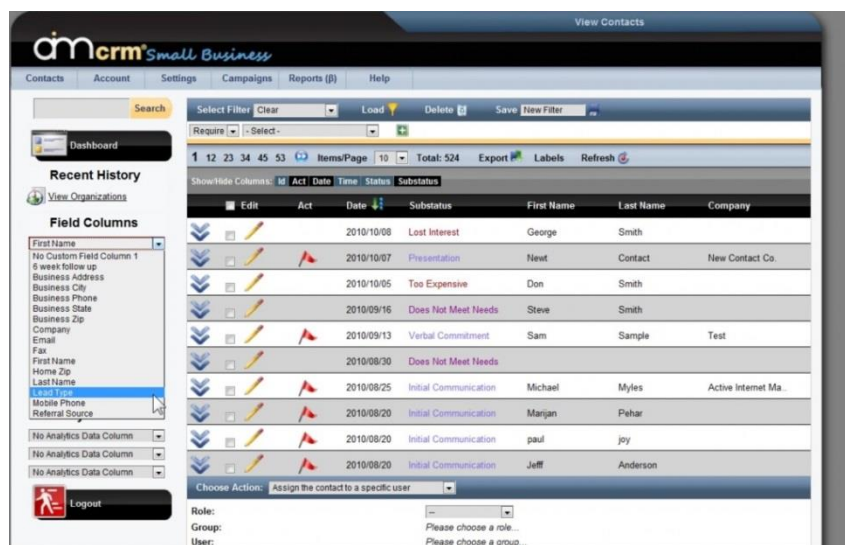 View Contacts
aimcrm® Small Business
Contacts Account Settings Campaigns Reports (β) Help
Search
Dashboard
Recent History
View Organizations
Field Columns
First Name
No Custom Field Column 1
6 week follow up
Business Address
Business City
Business Phone
Business State
Business Zip
Company
Email
Fax
First Name
Home Zip
Last Name
Lead Type
Mobile Phone
Referral Source
No Analytics Data Column
No Analytics Data Column
No Analytics Data Column
Logout
Select Filter Clear Load Delete Save New Filter
Require - Select -
1 12 23 34 45 53 Items/Page 10 Total: 524 Export Labels Refresh
Show/Hide Columns: Id Act Date Time Status Substatus
Edit Act Date Substatus First Name Last Name Company
2010/10/08 Lost Interest George Smith
2010/10/07 Presentation Newt Contact New Contact Co.
2010/10/05 Too Expensive Don Smith
2010/09/16 Does Not Meet Needs Steve Smith
2010/09/13 Verbal Commitment Sam Sample Test
2010/08/30 Does Not Meet Needs
2010/08/25 Initial Communication Michael Myles Active Internet Ma..
2010/08/20 Initial Communication Marijan Pehar
2010/08/20 Initial Communication paul joy
2010/08/20 Initial Communication Jefff Anderson
Choose Action: Assign the contact to a specific user
Role: --
Group: Please choose a role...
User: Please choose a group...